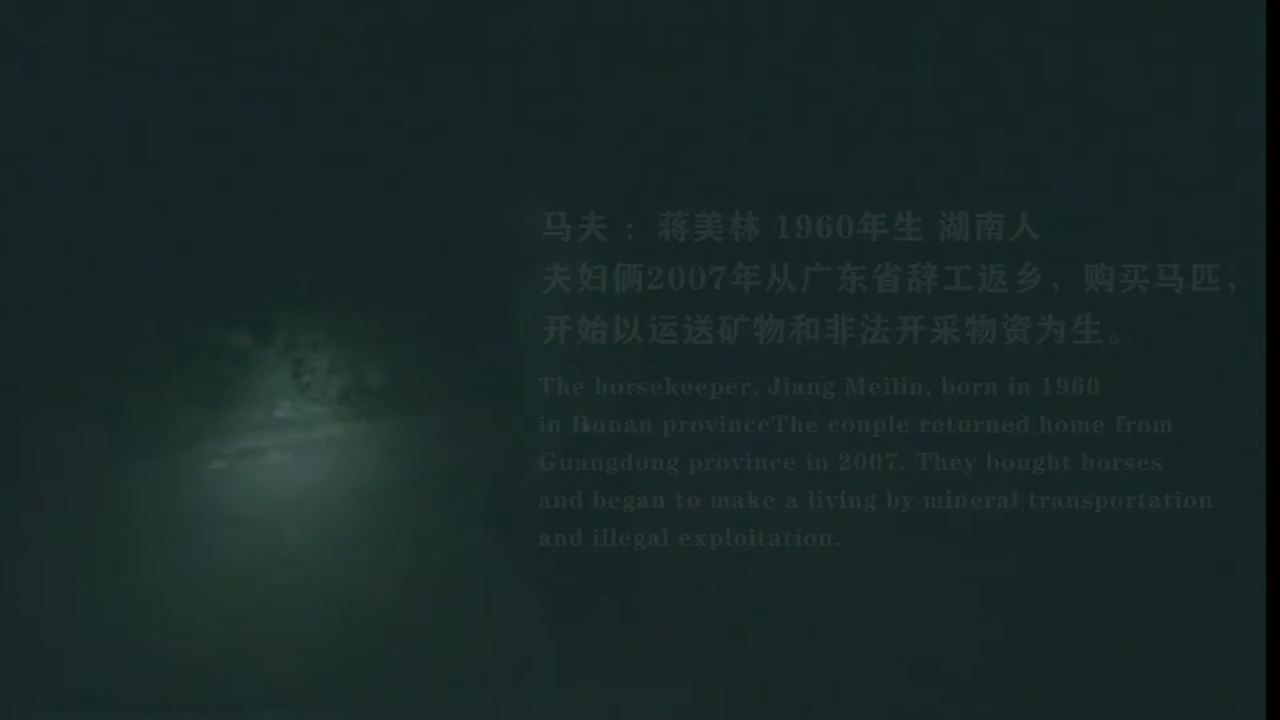 马夫 : 蒋美林 1960年生 湖南人
夫妇俩2007年从广东省辞工返乡，购买马匹，
开始以运送矿物和非法开采物资为生。
The horsekeeper, Jiang Meilin, born in 1960
in Hunan provinceThe couple returned home from
Guangdong province in 2007. They bought horses
and began to make a living by mineral transportation
and illegal exploitation.